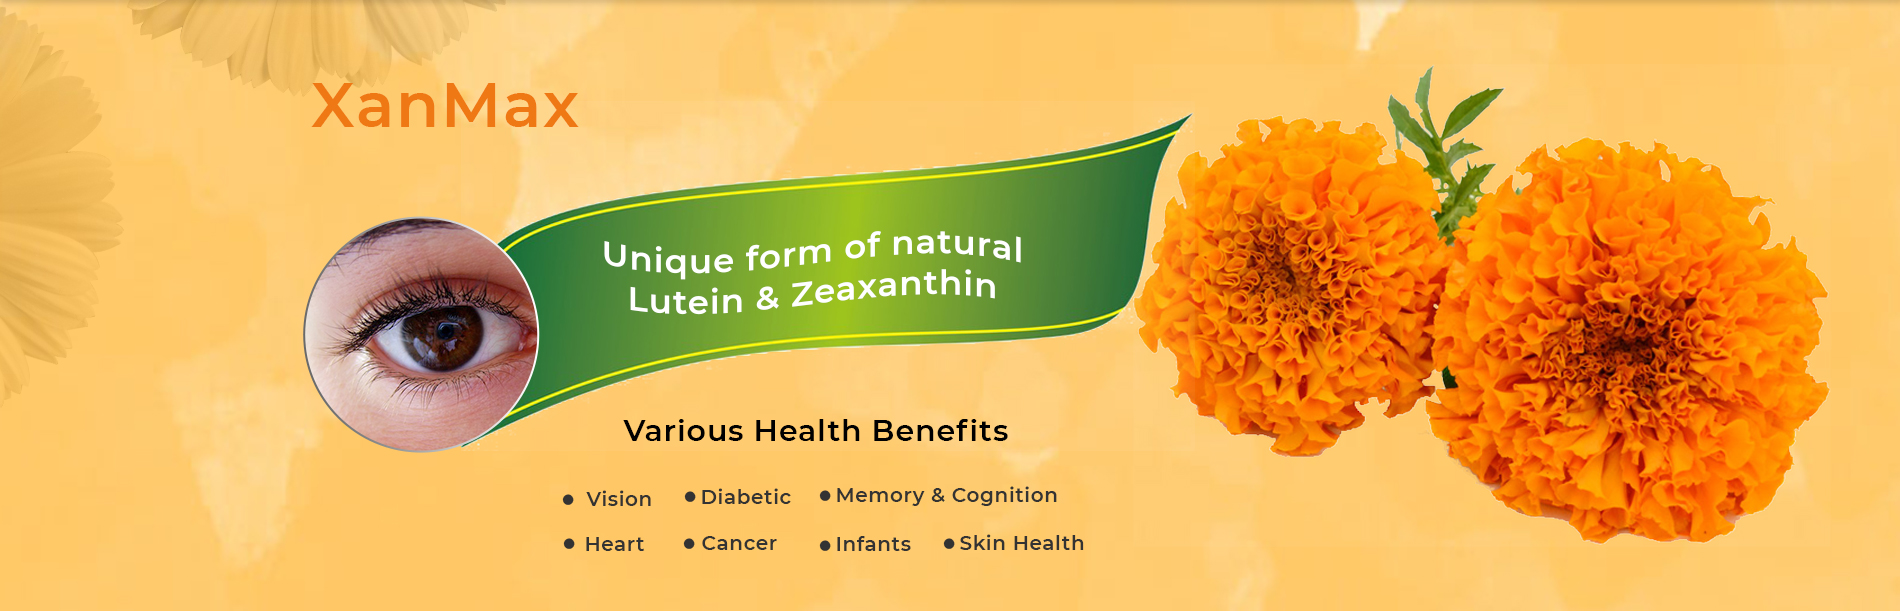 XanMax
Unique form of natural
Lutein & Zeaxanthin
Various Health Benefits
• Vision • Diabetic • Memory & Cognition
• Heart • Cancer • Infants • Skin Health